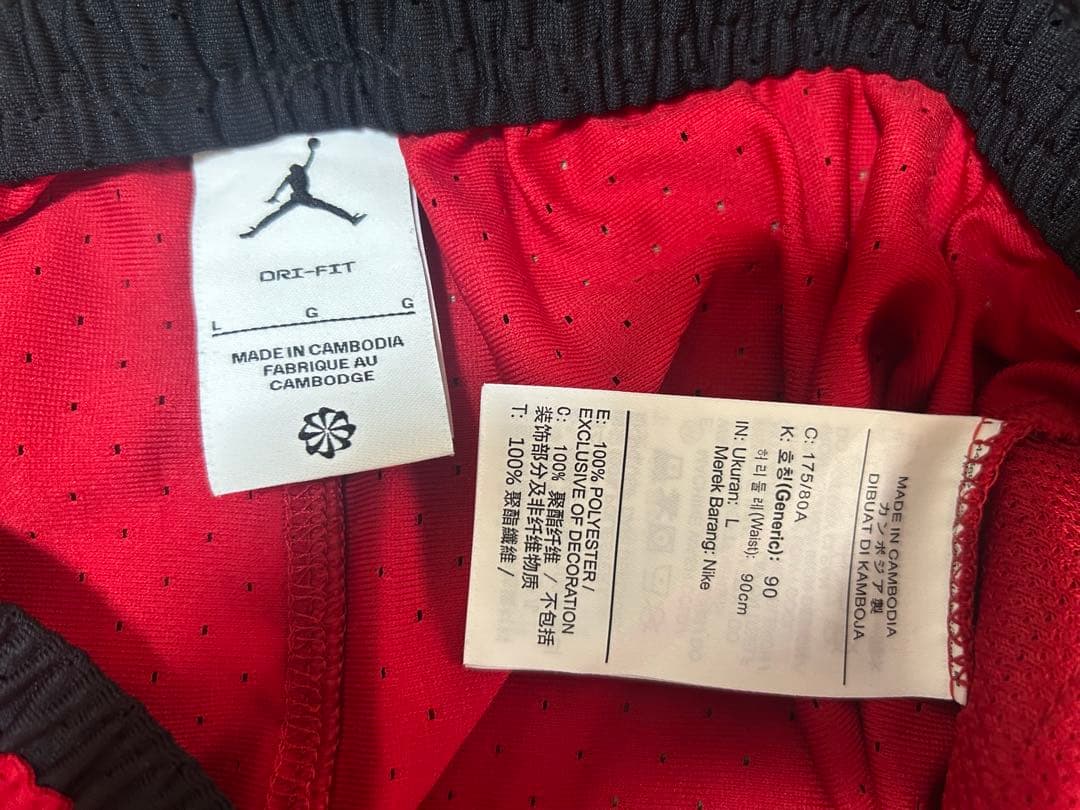 DRI-FIT
L G G
MADE IN CAMBODIA
FABRIQUE AU
CAMBODGE
MADE IN CAMBODIA
カンボジア製
DIBUAT DI KAMBOJA
C: 175/80A
K: 호칭(Generic): 90
허리둘레(Waist): 90cm
IN: Ukuran: L
Merek Barang: Nike
E: 100% POLYESTER /
EXCLUSIVE OF DECORATION
C: 100% 聚酯纤维 / 不包括
装饰部分及非纤维物质
T: 100% 聚酯纖維 /